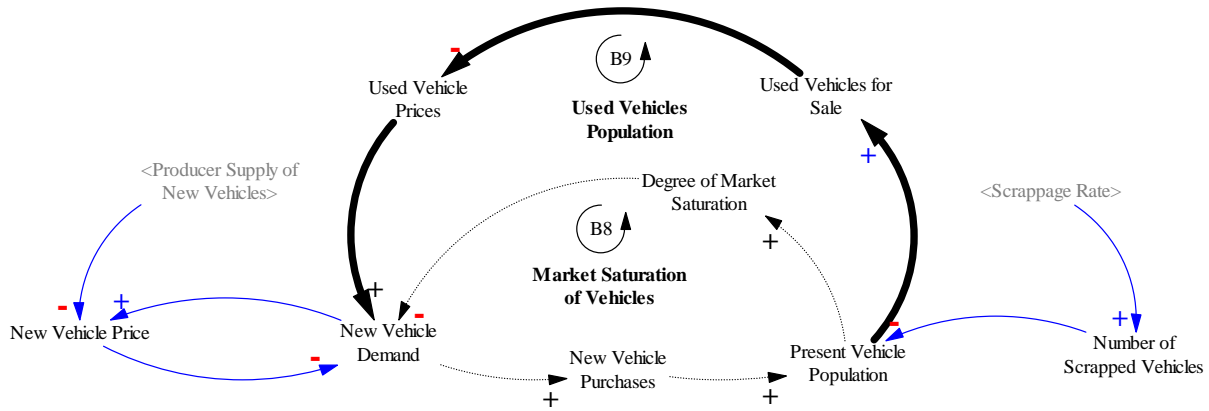 B9
Used Vehicles
Population
Used Vehicle
Prices
-
Used Vehicles for
Sale
+
<Producer Supply of
New Vehicles>
Degree of Market
Saturation
+
<Scrappage Rate>
B8
Market Saturation
of Vehicles
-
+
New Vehicle Price
+
-
-
New Vehicle
Demand
New Vehicle
Purchases
+
+
-
Present Vehicle
Population
+
Number of
Scrapped Vehicles